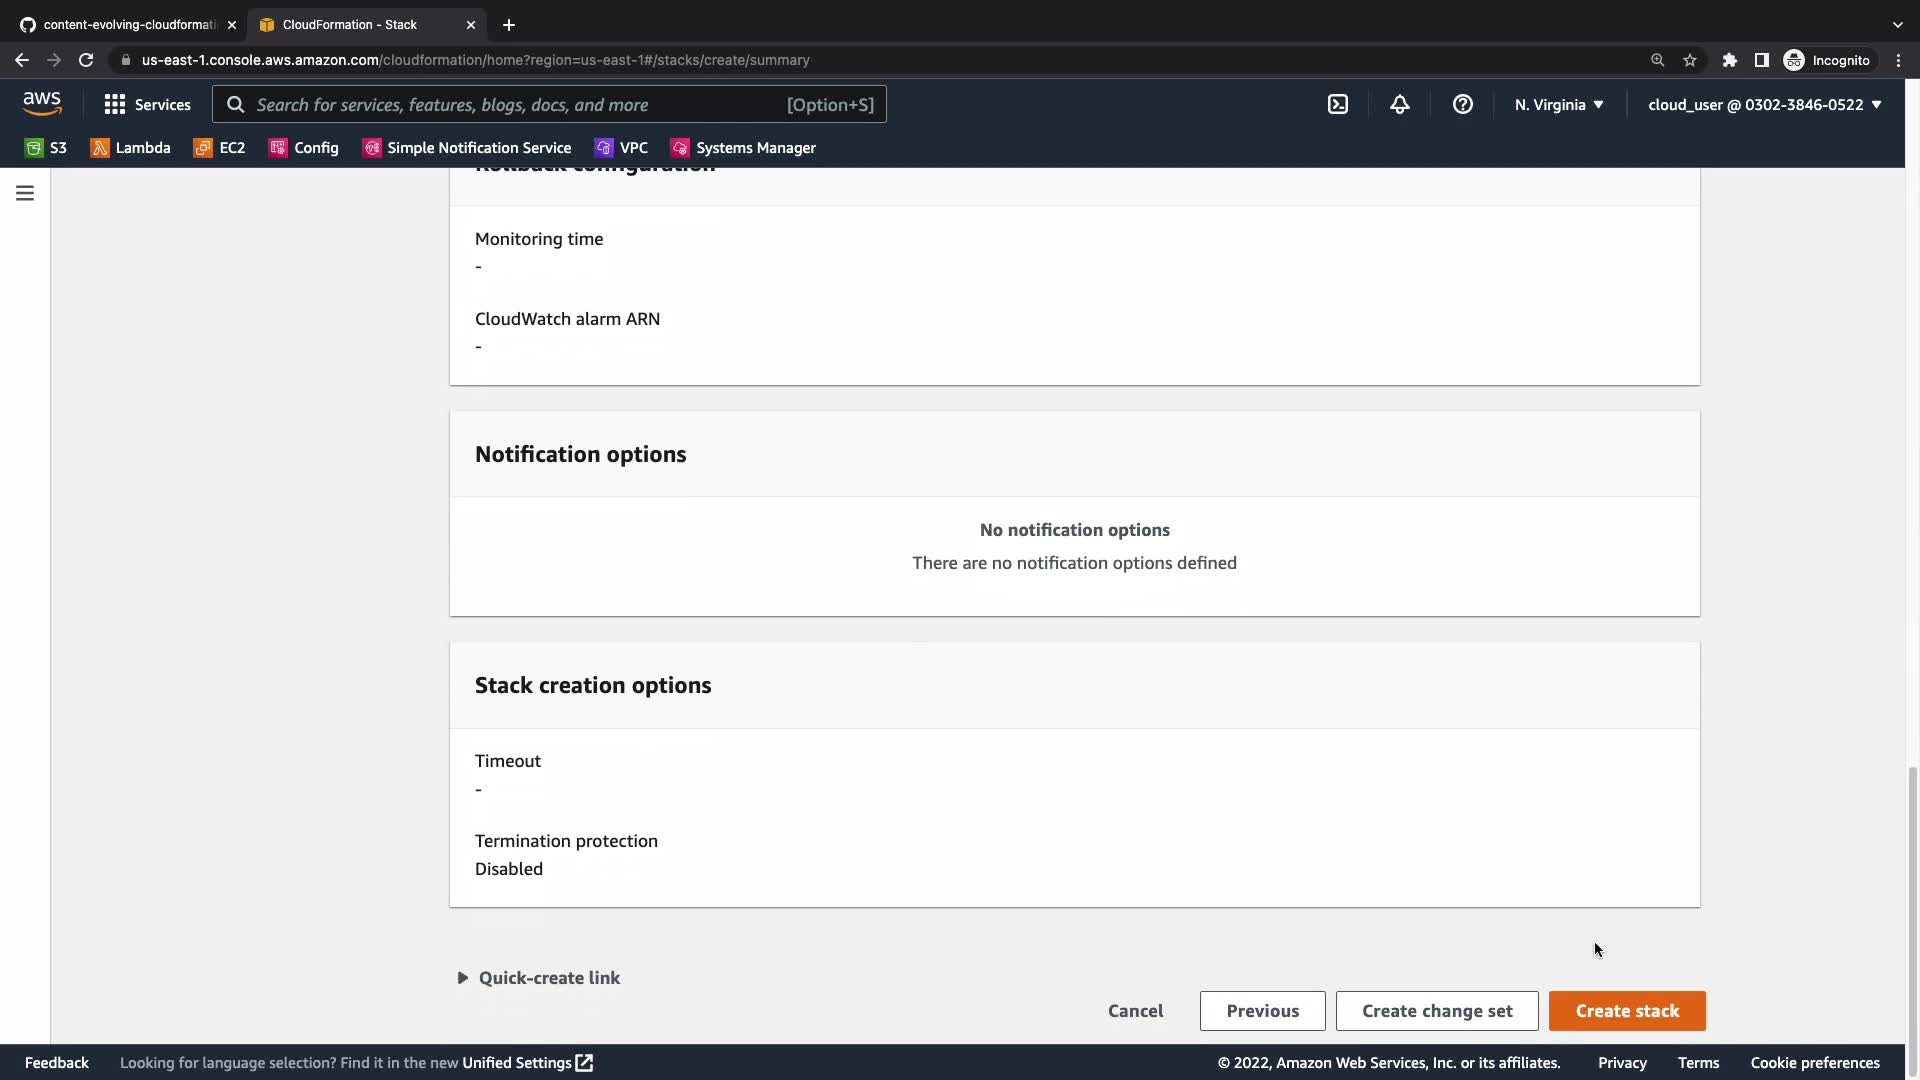 content-evolving-cloudformati
CloudFormation - Stack
us-east-1.console.aws.amazon.com/cloudformation/home?region=us-east-1#/stacks/create/summary
Incognito
aws
Services
Search for services, features, blogs, docs, and more
[Option+S]
N. Virginia
cloud_user @ 0302-3846-0522
S3
Lambda
EC2
Config
Simple Notification Service
VPC
Systems Manager
Rollback configuration
Monitoring time
-
CloudWatch alarm ARN
-
Notification options
No notification options
There are no notification options defined
Stack creation options
Timeout
-
Termination protection
Disabled
Quick-create link
Cancel
Previous
Create change set
Create stack
Feedback
Looking for language selection? Find it in the new Unified Settings
© 2022, Amazon Web Services, Inc. or its affiliates.
Privacy
Terms
Cookie preferences